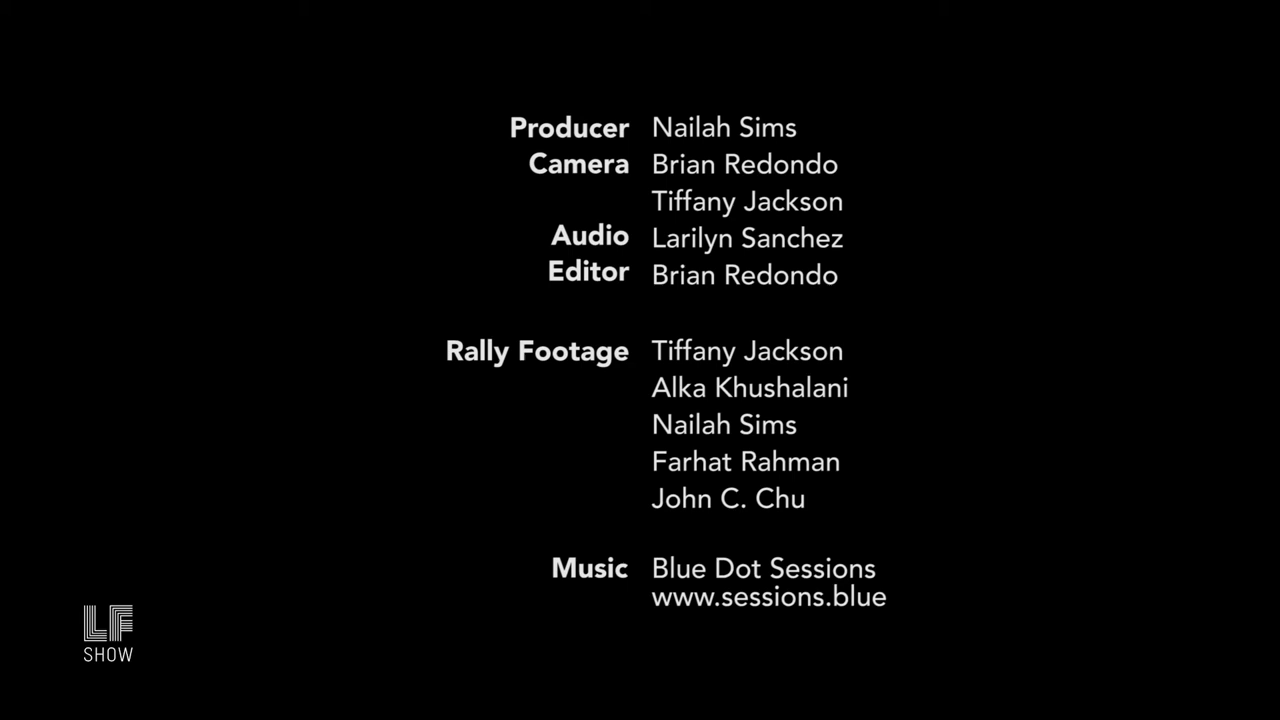 Producer Nailah Sims
Camera Brian Redondo
Tiffany Jackson
Audio Larilyn Sanchez
Editor Brian Redondo
Rally Footage Tiffany Jackson
Alka Khushalani
Nailah Sims
Farhat Rahman
John C. Chu
Music Blue Dot Sessions
www.sessions.blue
LF
SHOW